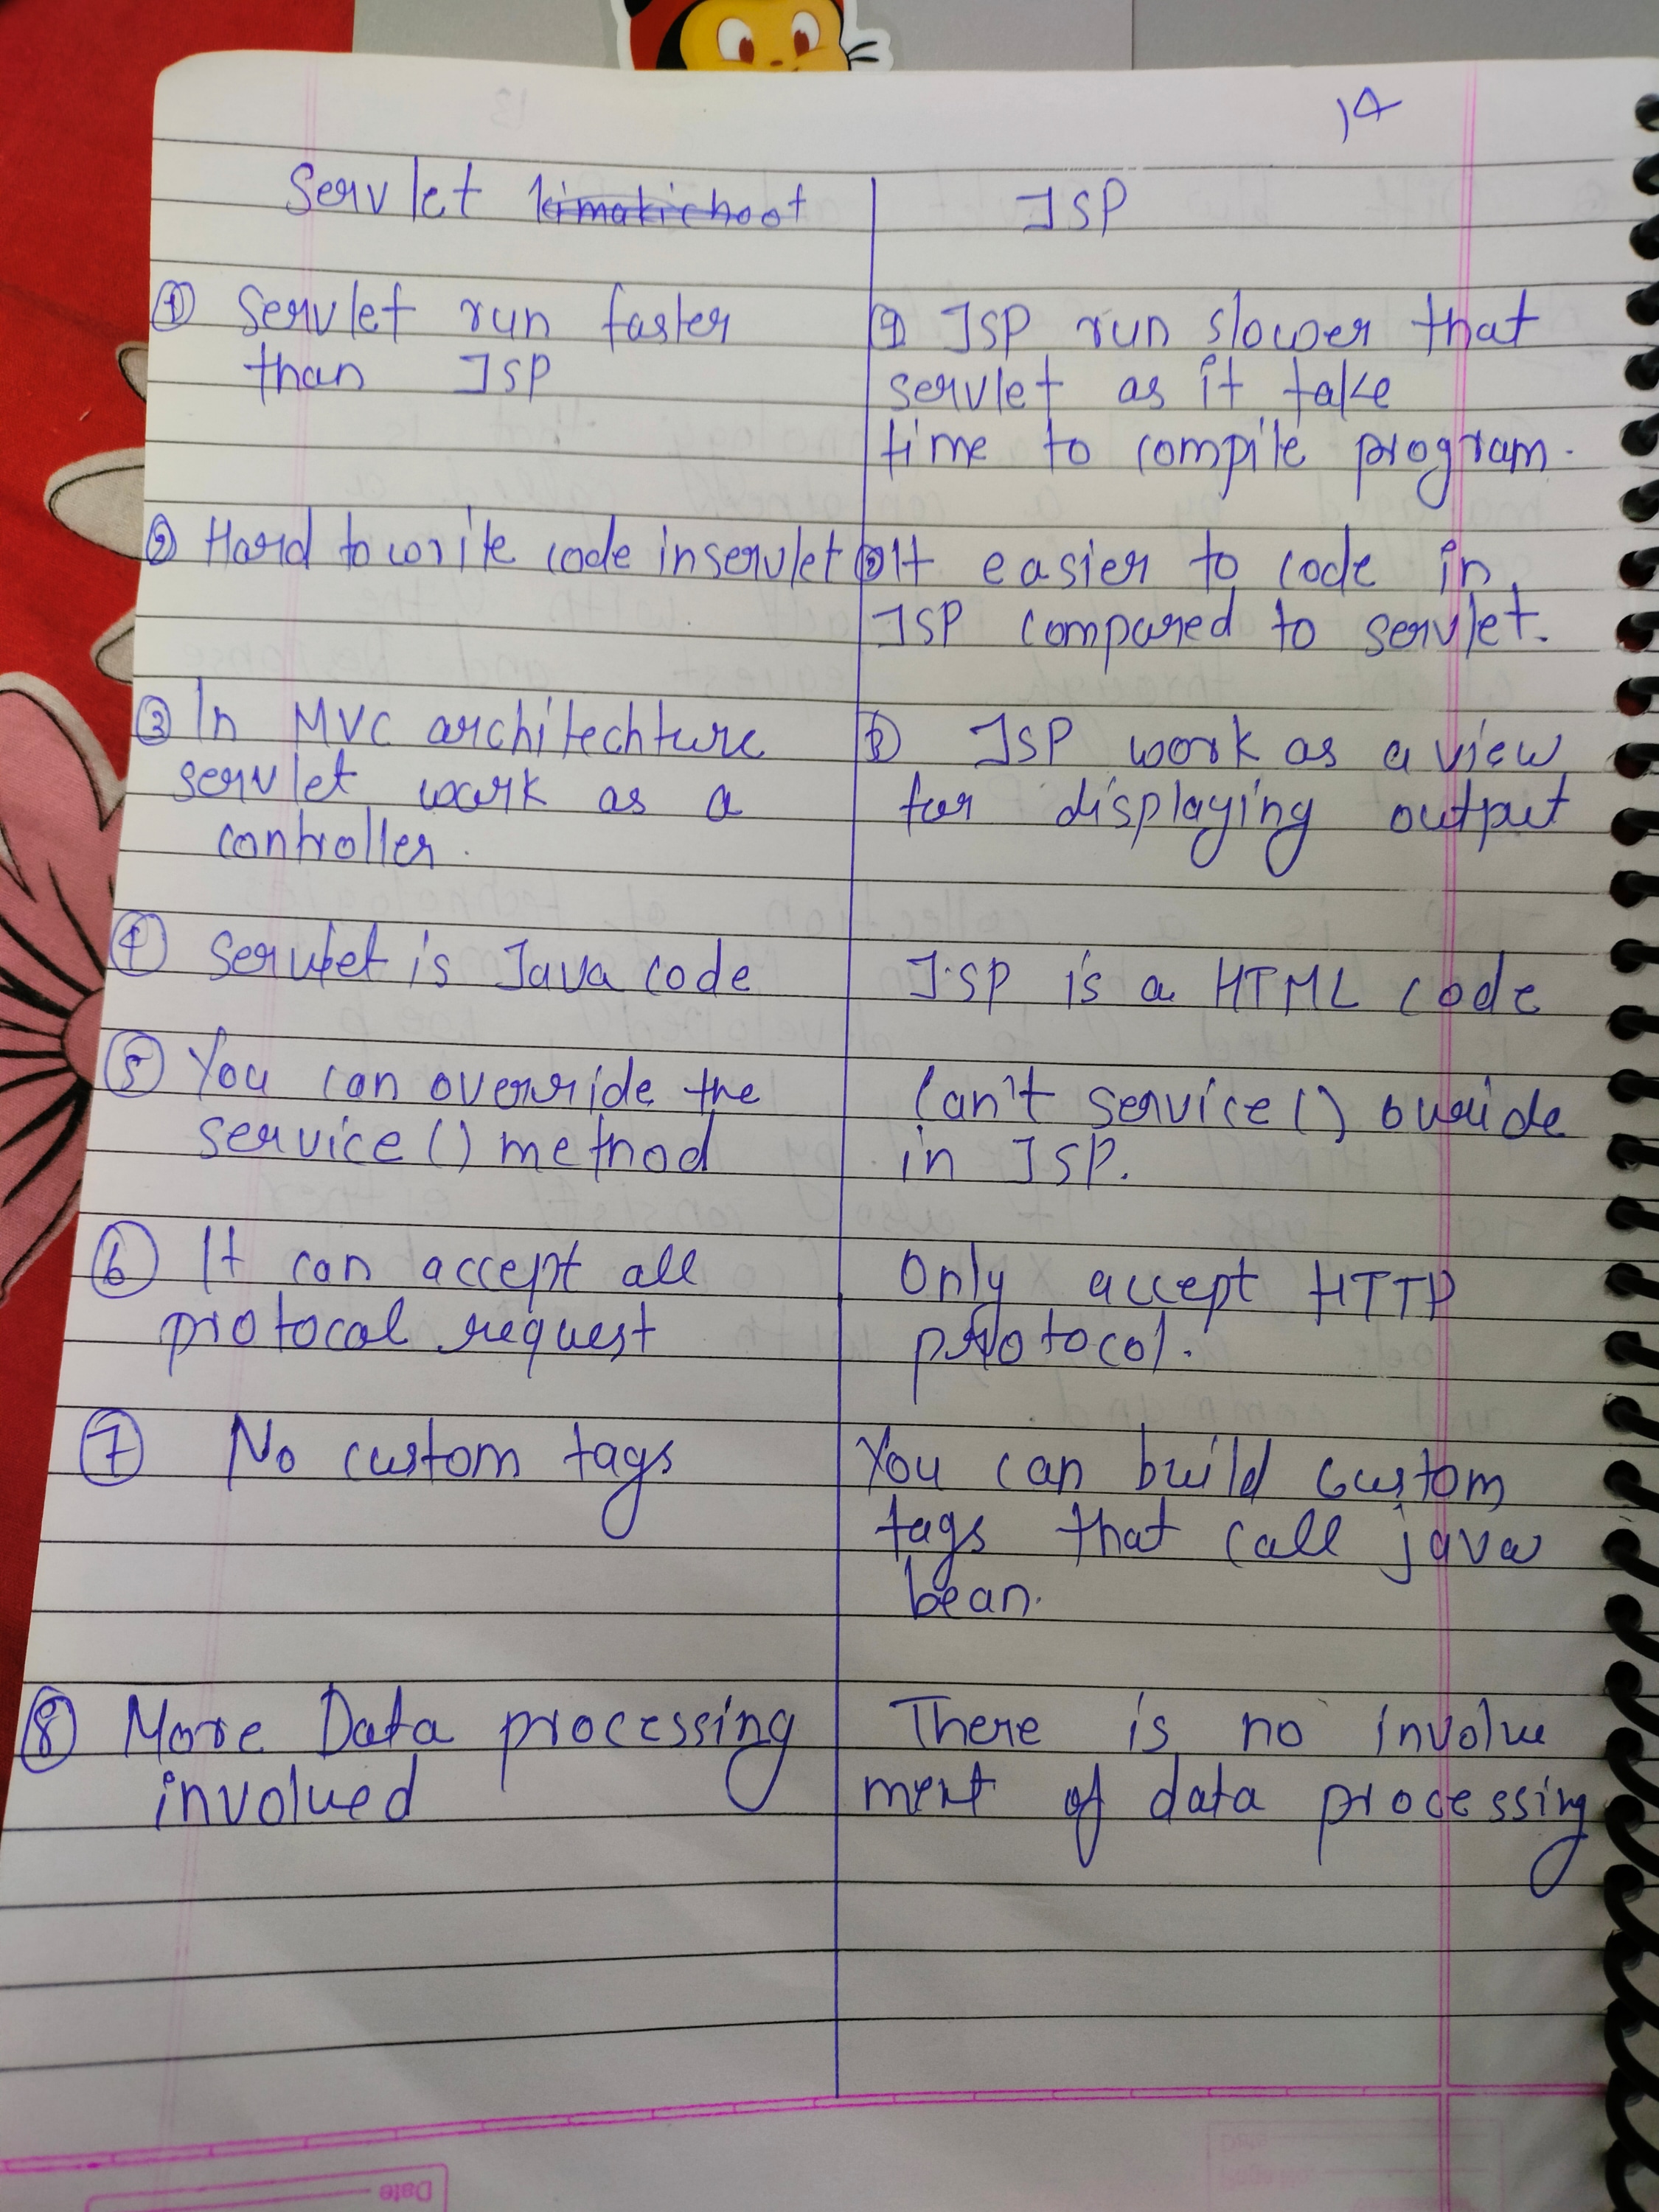 14
Servlet kimakichoot
JSP
① Servlet run faster
than JSP
① JSP run slower that
servlet as it take
time to compile program.
② Hard to write code in servlet
② It easier to code in
JSP compared to servlet.
③ In MVC architechture
servlet work as a
controller.
③ JSP work as a view
for displaying output
④ Servlet is Java code
JSP is a HTML code
⑤ You can override the
service() method
Can't service() ovride
in JSP.
⑥ It can accept all
protocal request
Only accept HTTP
protocol.
⑦ No custom tags
You can build custom
tags that call java
bean.
⑧ More Data processing
involved
There is no involve
ment of data processing
Date